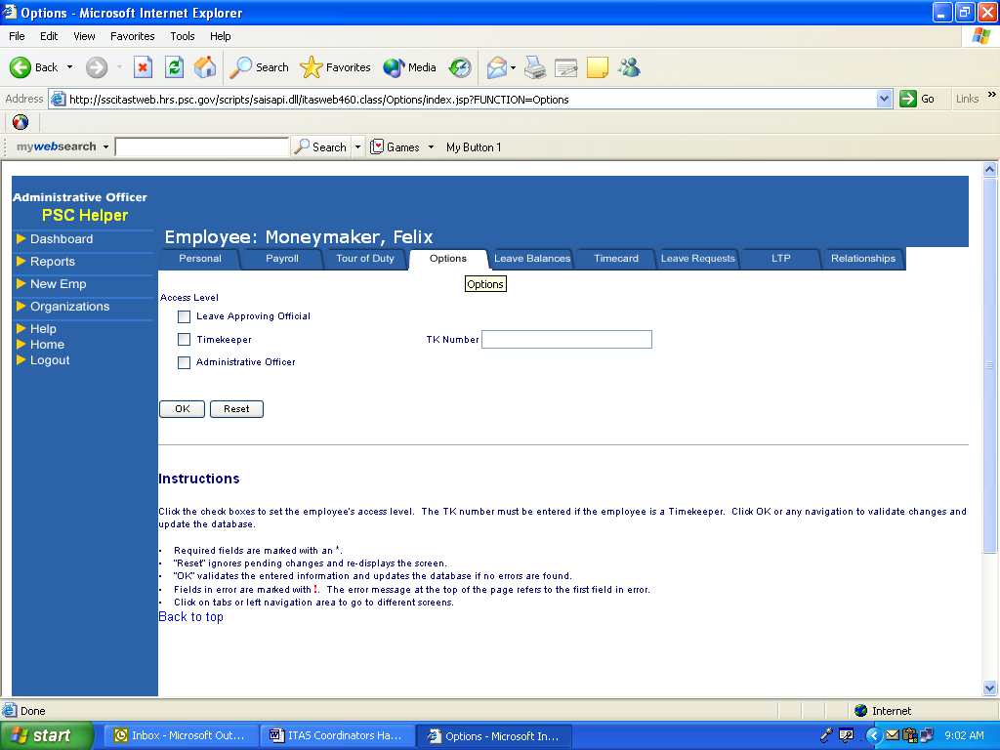 Options - Microsoft Internet Explorer
File Edit View Favorites Tools Help
Back Search Favorites Media
Address http://sscitastweb.hrs.psc.gov/scripts/saisapi.dll/itasweb460.class/Options/index.jsp?FUNCTION=Options Go Links »
mywebsearch Search Games My Button 1
Administrative Officer
PSC Helper
Dashboard
Reports
New Emp
Organizations
Help
Home
Logout
Employee: Moneymaker, Felix
Personal Payroll Tour of Duty Options Leave Balances Timecard Leave Requests LTP Relationships
Options
Access Level
Leave Approving Official
Timekeeper TK Number
Administrative Officer
OK Reset
Instructions
Click the check boxes to set the employee's access level. The TK number must be entered if the employee is a Timekeeper. Click OK or any navigation to validate changes and
update the database.
• Required fields are marked with an *.
• "Reset" ignores pending changes and re-displays the screen.
• "OK" validates the entered information and updates the database if no errors are found.
• Fields in error are marked with !. The error message at the top of the page refers to the first field in error.
• Click on tabs or left navigation area to go to different screens.
Back to top
Done Internet
start Inbox - Microsoft Out... ITAS Coordinators Ha... Options - Microsoft In... 9:02 AM